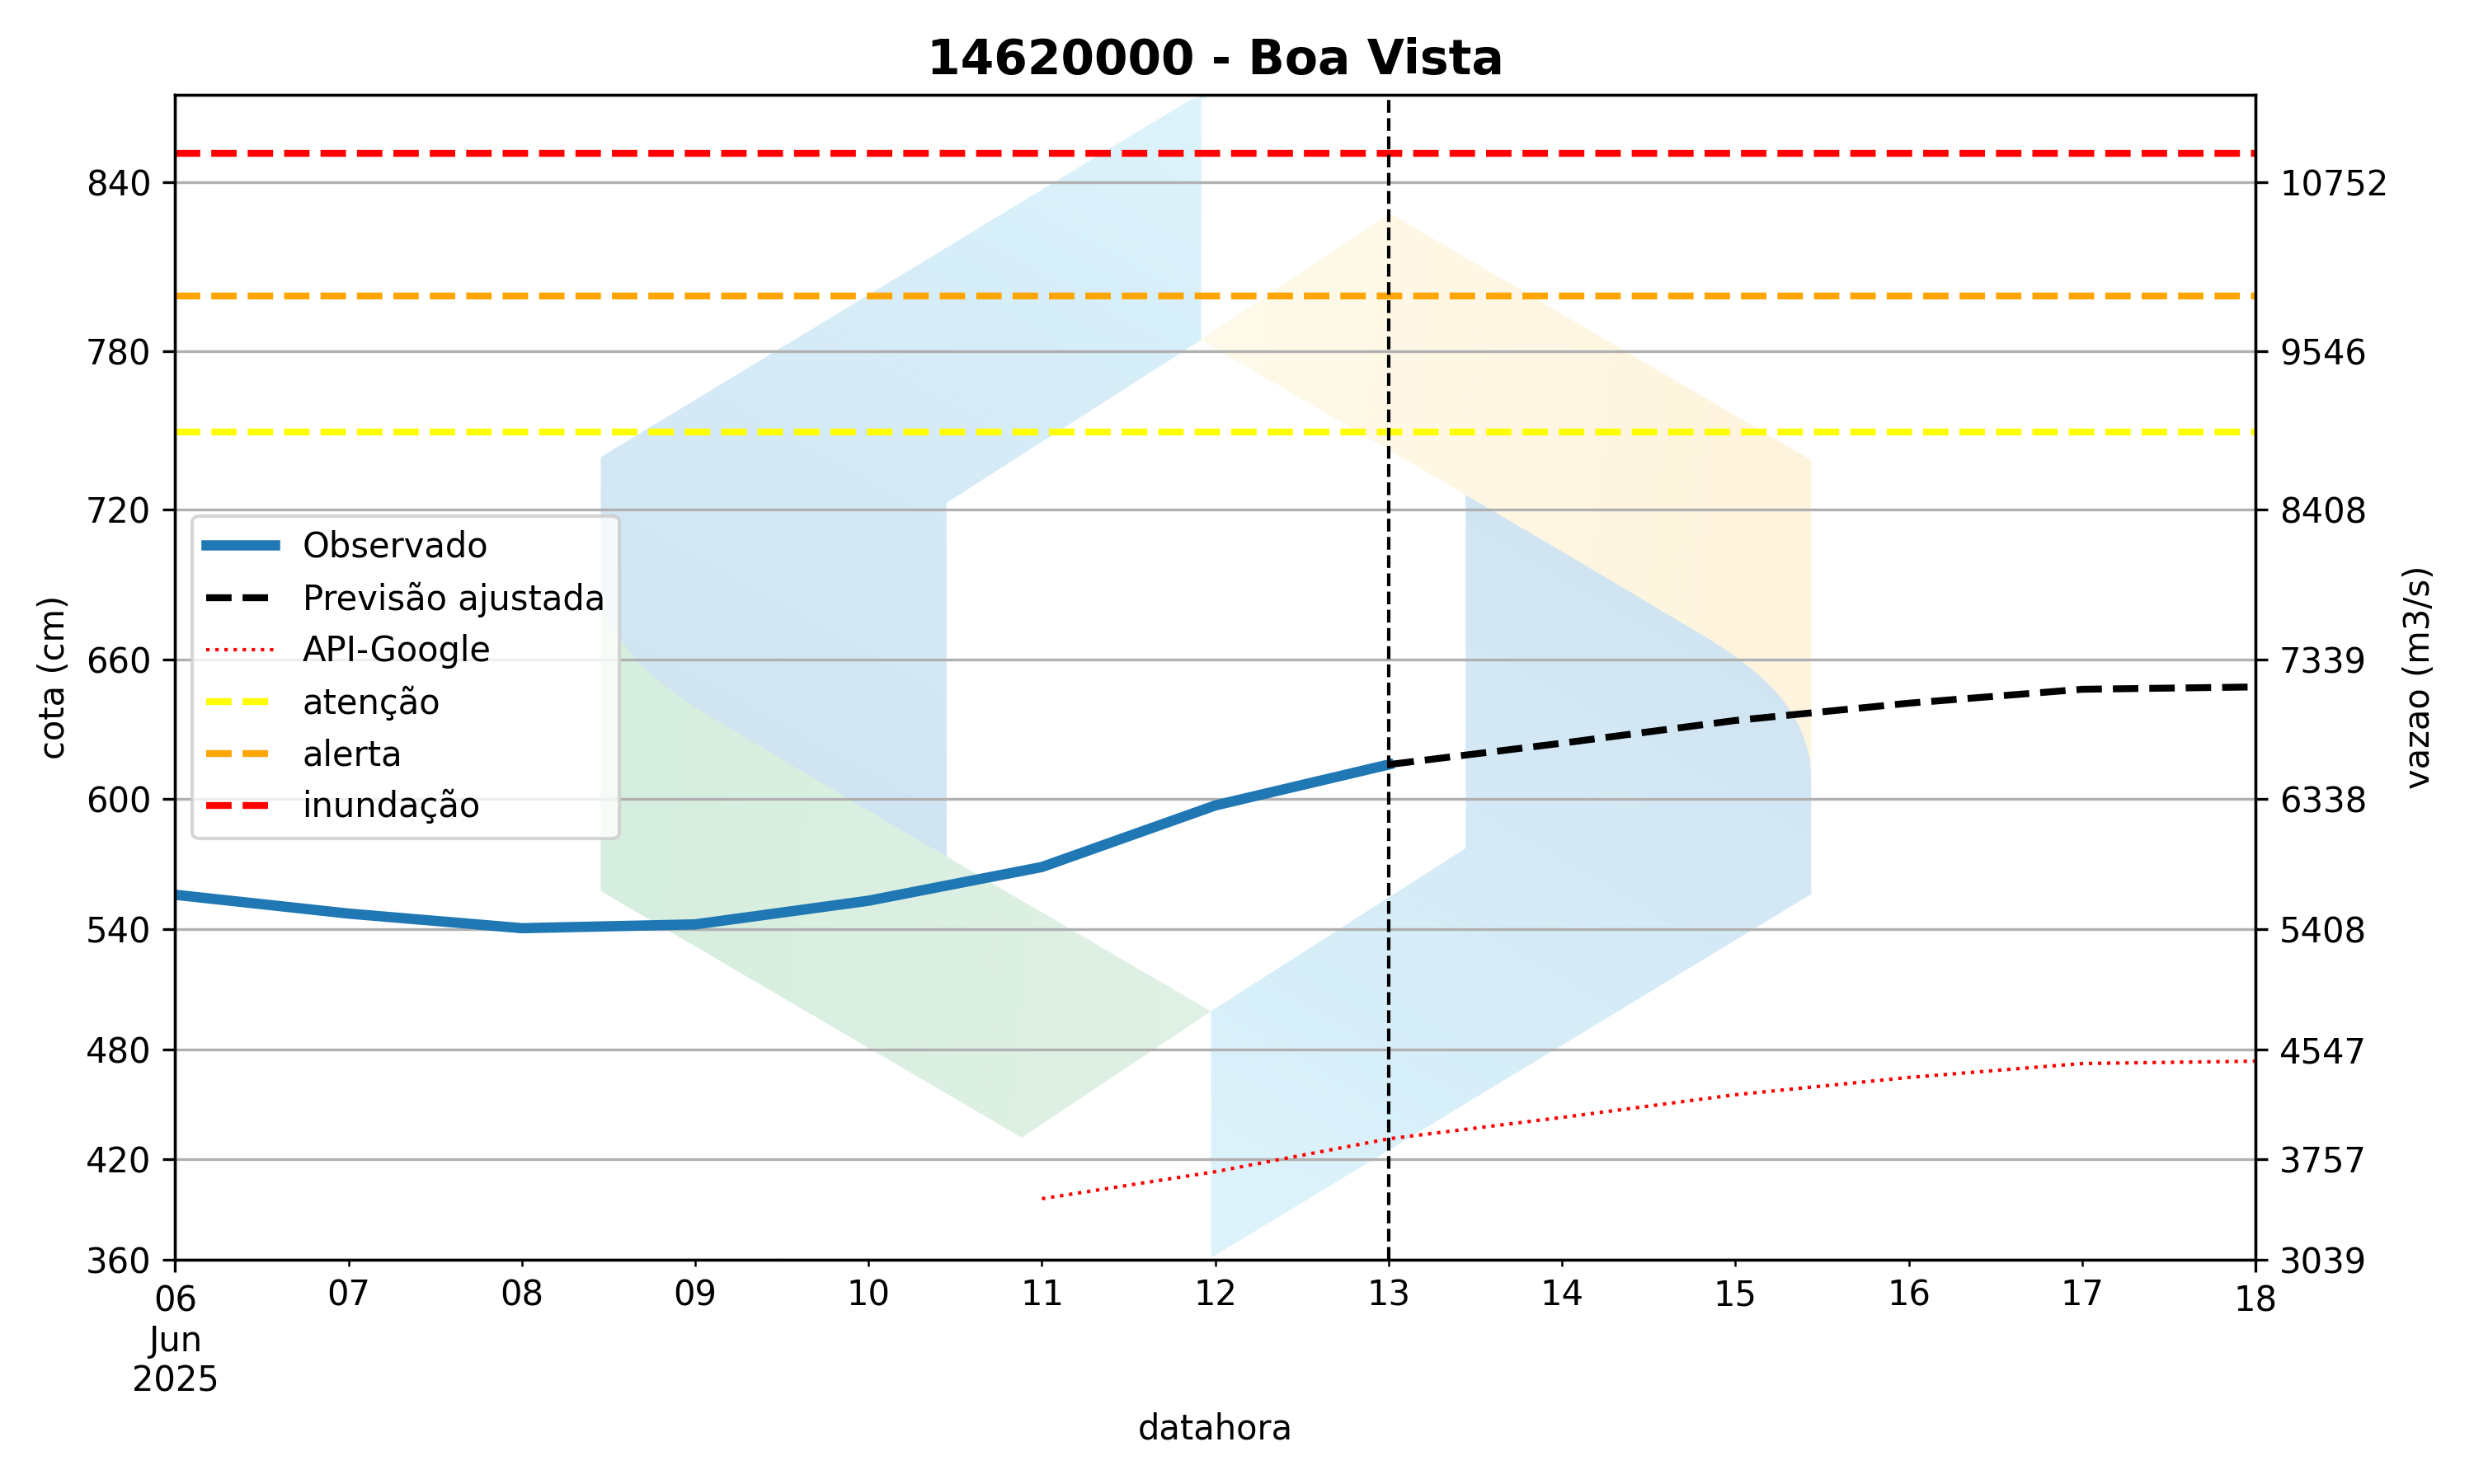 14620000 - Boa Vista
840
780
720
660
600
540
480
420
360
cota (cm)
10752
9546
8408
7339
6338
5408
4547
3757
3039
vazao (m3/s)
Observado
Previsão ajustada
API-Google
atenção
alerta
inundação
06 07 08 09 10 11 12 13 14 15 16 17 18
Jun
2025
datahora